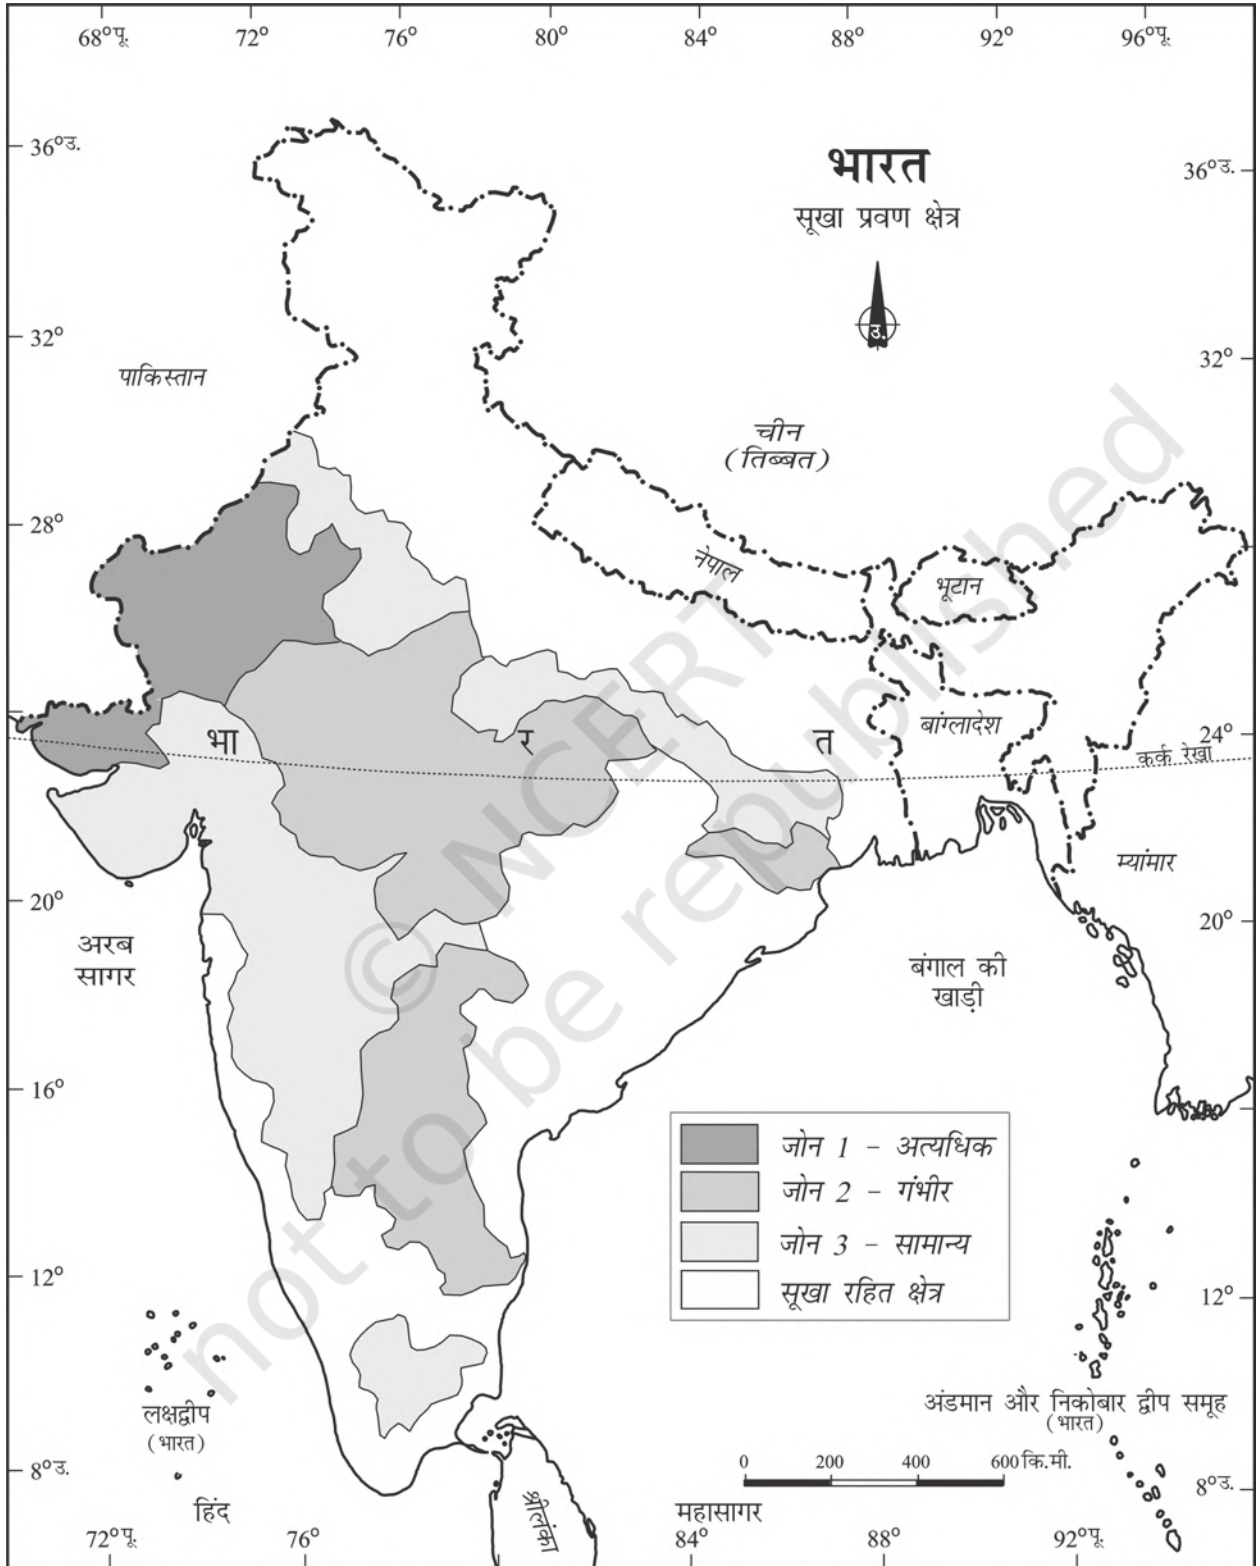 68°पू. 72° 76° 80° 84° 88° 92° 96°पू.
36°उ.
भारत
36°उ.
सूखा प्रवण क्षेत्र
उ.
32°
32°
पाकिस्तान
चीन
(तिब्बत)
28°
नेपाल
भूटान
बांग्लादेश
भा र त
24°
कर्क रेखा
म्यांमार
20°
20°
अरब
सागर
बंगाल की
खाड़ी
16°
जोन 1 - अत्यधिक
जोन 2 - गंभीर
जोन 3 - सामान्य
सूखा रहित क्षेत्र
12°
12°
लक्षद्वीप
(भारत)
अंडमान और निकोबार द्वीप समूह
(भारत)
0 200 400 600 कि.मी.
8°उ.
8°उ.
हिंद
श्रीलंका
महासागर
72°पू. 76° 84° 88° 92°पू.
© NCERT
not to be republished